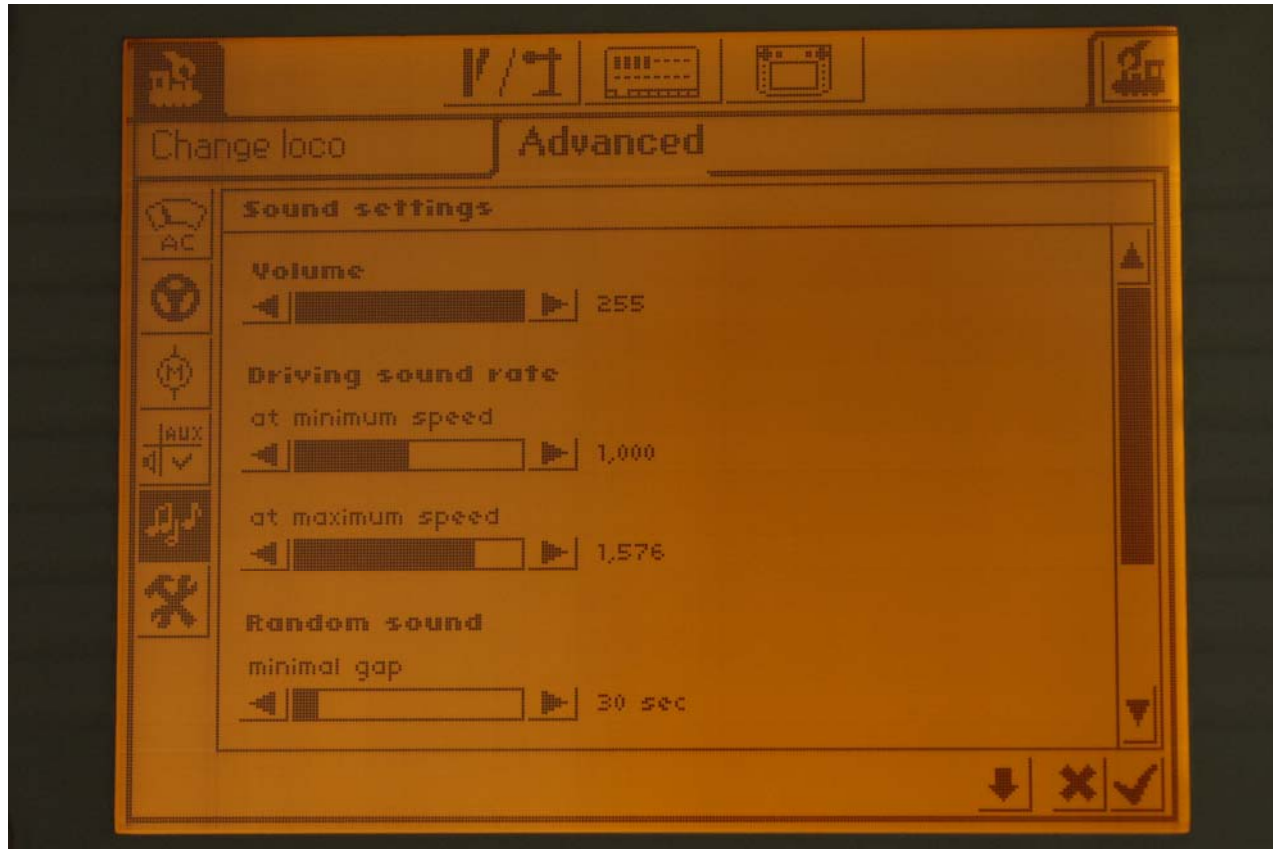 Change loco
Advanced
AC
M
AUX
Sound settings
Volume
255
Driving sound rate
at minimum speed
1,000
at maximum speed
1,576
Random sound
minimal gap
30 sec